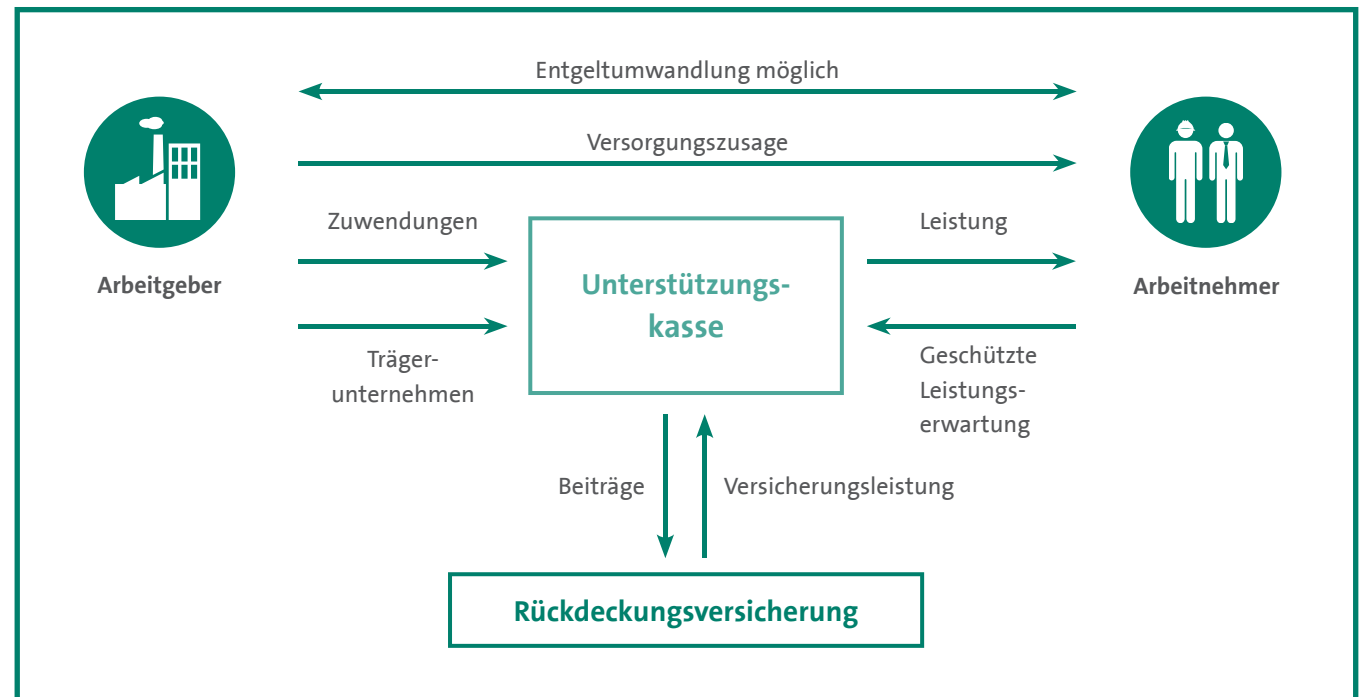 Entgeltumwandlung möglich
Versorgungszusage
Zuwendungen
Leistung
Arbeitgeber
Unterstützungs-
kasse
Arbeitnehmer
Träger-
unternehmen
Geschützte
Leistungs-
erwartung
Beiträge
Versicherungsleistung
Rückdeckungsversicherung